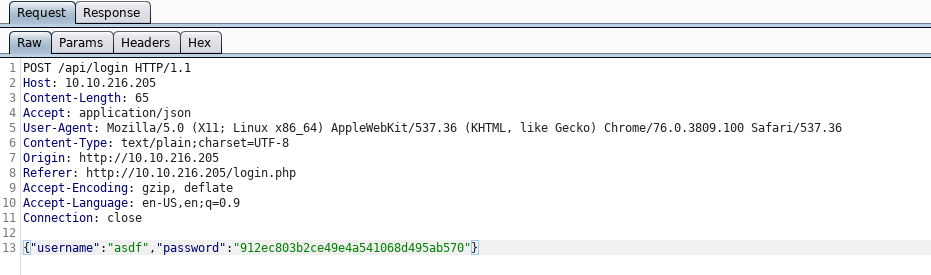 Request Response
Raw Params Headers Hex
1 POST /api/login HTTP/1.1
2 Host: 10.10.216.205
3 Content-Length: 65
4 Accept: application/json
5 User-Agent: Mozilla/5.0 (X11; Linux x86_64) AppleWebKit/537.36 (KHTML, like Gecko) Chrome/76.0.3809.100 Safari/537.36
6 Content-Type: text/plain;charset=UTF-8
7 Origin: http://10.10.216.205
8 Referer: http://10.10.216.205/login.php
9 Accept-Encoding: gzip, deflate
10 Accept-Language: en-US,en;q=0.9
11 Connection: close
12
13 {"username":"asdf","password":"912ec803b2ce49e4a541068d495ab570"}